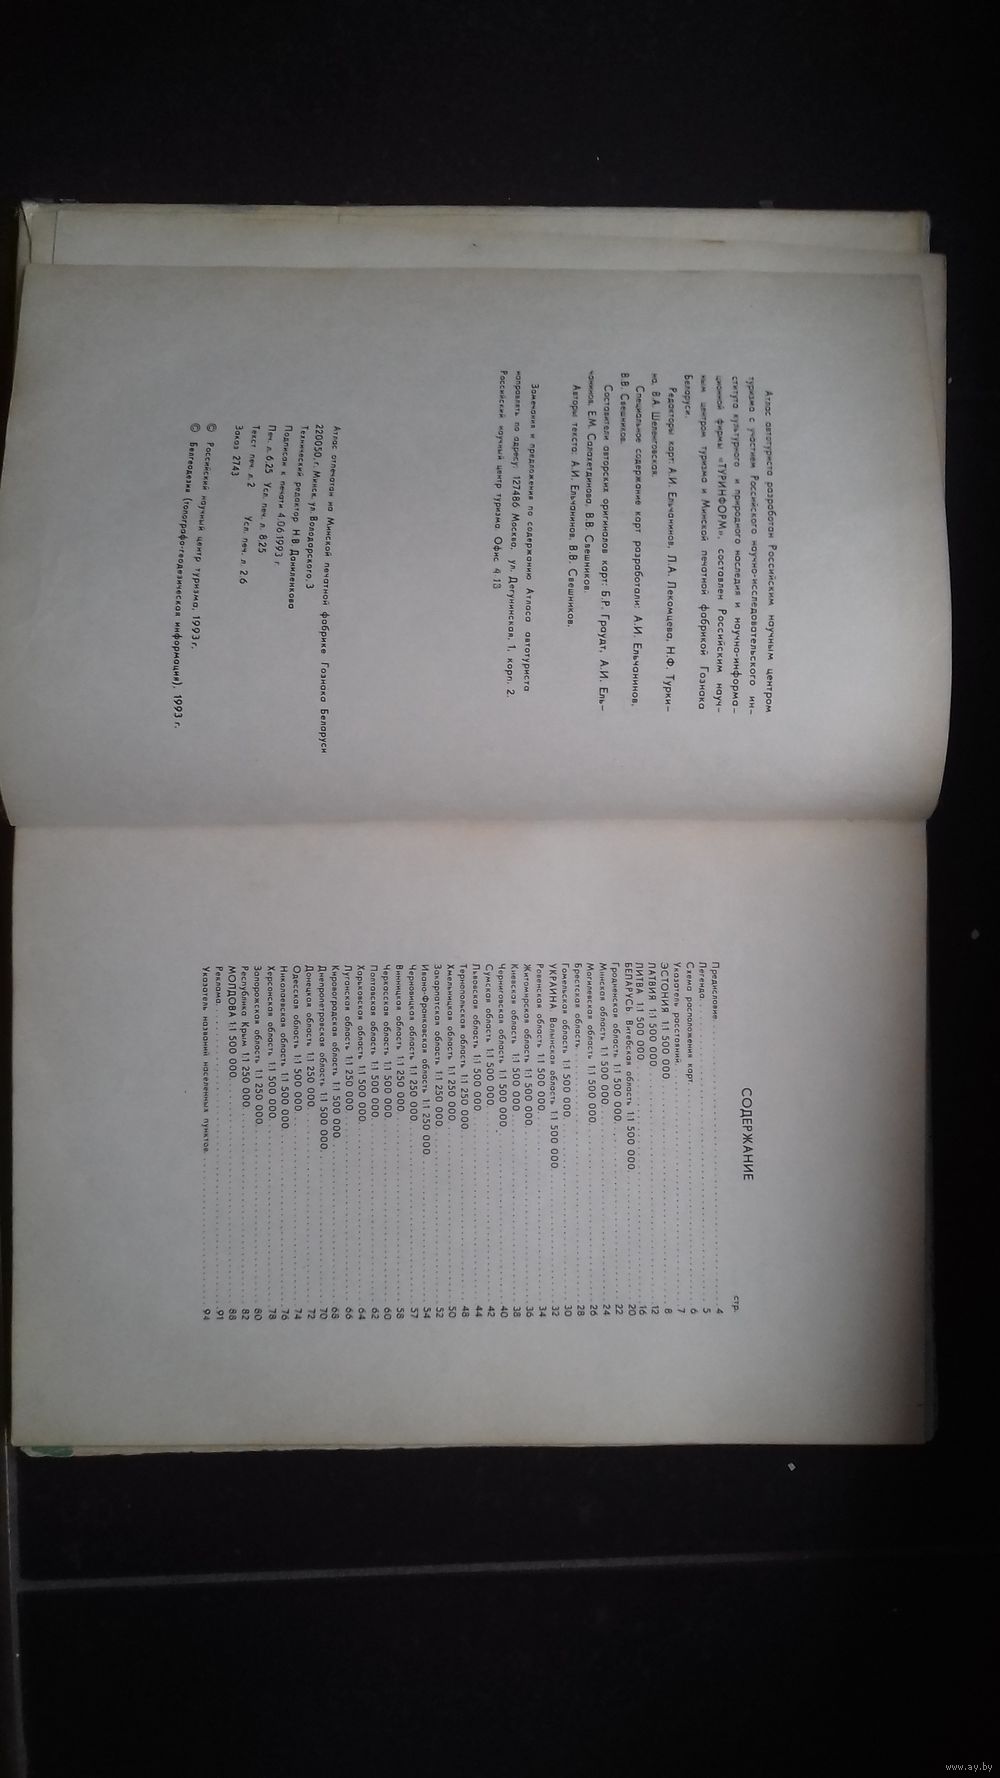 Атлас автотуриста разработан Российским научным центром
туризма с участием Российского научно-исследовательского ин-
ститута культурного и природного наследия и научно-информа-
ционной фирмы «ТУРИНФОРМ», составлен Российским науч-
ным центром туризма и Минской печатной фабрикой Гознака
Беларуси.
Редакторы карт: А.И. Ельчанинов, Л.А. Лекомцева, Н.Ф. Турки-
на, В.А. Шеленговская.
Специальное содержание карт разработали: А.И. Ельчанинов,
В.В. Свешников.
Составители авторских оригиналов карт: Б.Р. Граудт, А.И. Ель-
чанинов, Е.М. Салахетдинова, В.В. Свешников.
Авторы текста: А.И. Ельчанинов, В.В. Свешников.
Замечания и предложения по содержанию Атласа автотуриста
направлять по адресу: 127486 Москва, ул. Дегунинская, 1, корп. 2,
Российский научный центр туризма. Офис 4, 13
Атлас отпечатан на Минской печатной фабрике Гознака Беларуси
220050 г. Минск, ул. Володарского, 3
Технический редактор Н.В. Даниленкова
Подписан к печати 4.06.1993 г.
Печ. л. 6,25 Усл. печ. л. 8,25
Текст печ. л. 2 Усл. печ. л. 2,6
Заказ 2743
© Российский научный центр туризма, 1993 г.
© Белгеодезия (топографо-геодезическая информация), 1993 г.
СОДЕРЖАНИЕ
стр.
Предисловие 4
Легенда 5
Схема расположения карт 6
Указатель расстояний 7
ЭСТОНИЯ 1:1 500 000 8
ЛАТВИЯ 1:1 500 000 12
ЛИТВА 1:1 500 000 16
БЕЛАРУСЬ. Витебская область 1:1 500 000 20
Гродненская область 1:1 500 000 22
Минская область 1:1 500 000 24
Могилевская область 1:1 500 000 26
Брестская область 28
Гомельская область 1:1 500 000 30
УКРАИНА. Волынская область 1:1 500 000 32
Ровенская область 1:1 500 000 34
Житомирская область 1:1 500 000 36
Киевская область 1:1 500 000 38
Черниговская область 1:1 500 000 40
Сумская область 1:1 500 000 42
Львовская область 1:1 500 000 44
Тернопольская область 1:1 250 000 48
Хмельницкая область 1:1 250 000 50
Закарпатская область 1:1 250 000 52
Ивано-Франковская область 1:1 250 000 54
Черновицкая область 1:1 250 000 57
Винницкая область 1:1 250 000 58
Черкасская область 1:1 500 000 60
Полтавская область 1:1 500 000 62
Харьковская область 1:1 500 000 64
Луганская область 1:1 250 000 66
Кировоградская область 1:1 500 000 68
Днепропетровская область 1:1 500 000 70
Донецкая область 1:1 250 000 72
Одесская область 1:1 500 000 74
Николаевская область 1:1 500 000 76
Херсонская область 1:1 500 000 78
Запорожская область 1:1 250 000 80
Республика Крым 1:1 250 000 82
МОЛДОВА 1:1 500 000 88
Реклама 91
Указатель названий населенных пунктов 94
www.ay.by